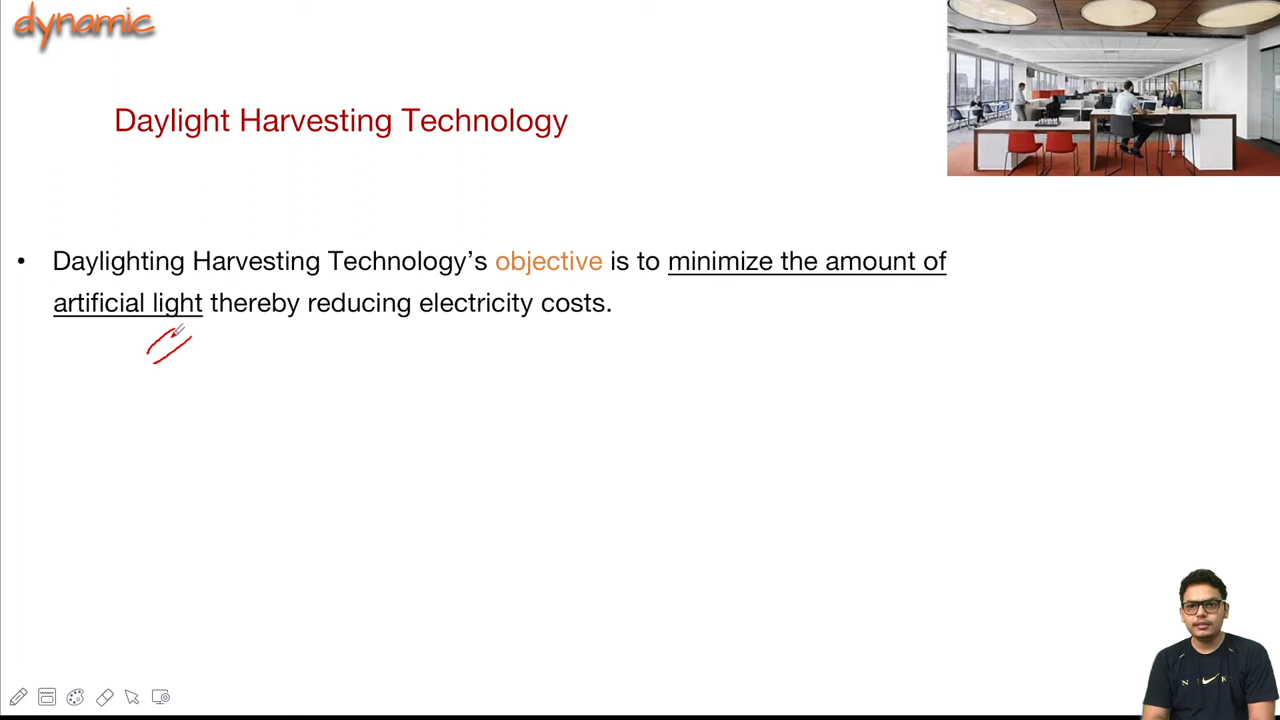 dynamic
Daylight Harvesting Technology
• Daylighting Harvesting Technology’s objective is to minimize the amount of
artificial light thereby reducing electricity costs.